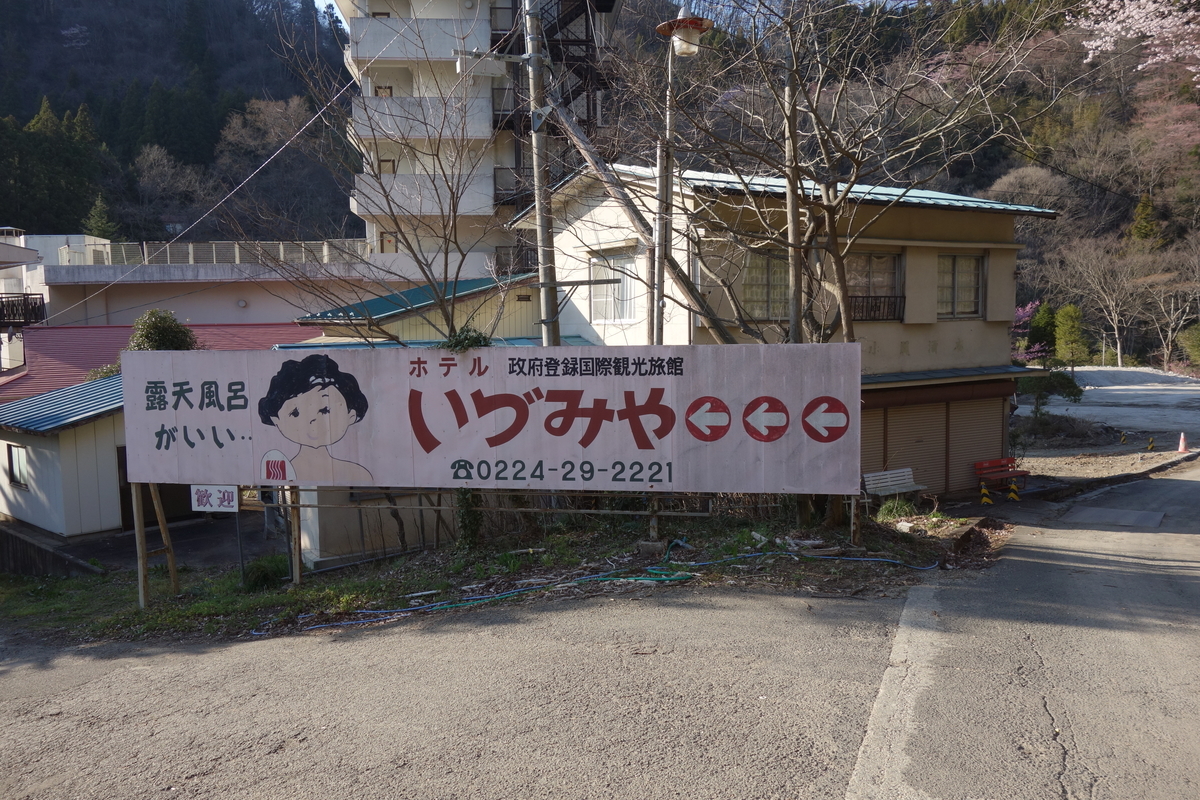 露天風呂
がいい‥
ホテル 政府登録国際観光旅館
いづみや
☎0224-29-2221
歓迎